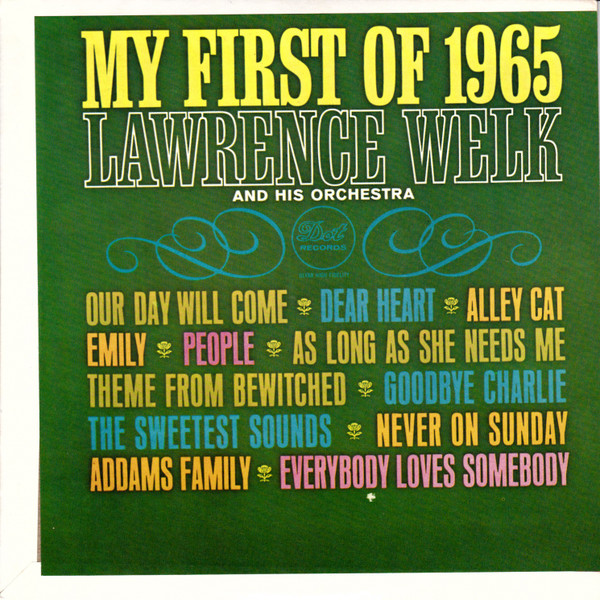 MY FIRST OF 1965
LAWRENCE WELK
AND HIS ORCHESTRA
Dot
RECORDS
OUR DAY WILL COME DEAR HEART ALLEY CAT
EMILY PEOPLE AS LONG AS SHE NEEDS ME
THEME FROM BEWITCHED GOODBYE CHARLIE
THE SWEETEST SOUNDS NEVER ON SUNDAY
ADDAMS FAMILY EVERYBODY LOVES SOMEBODY